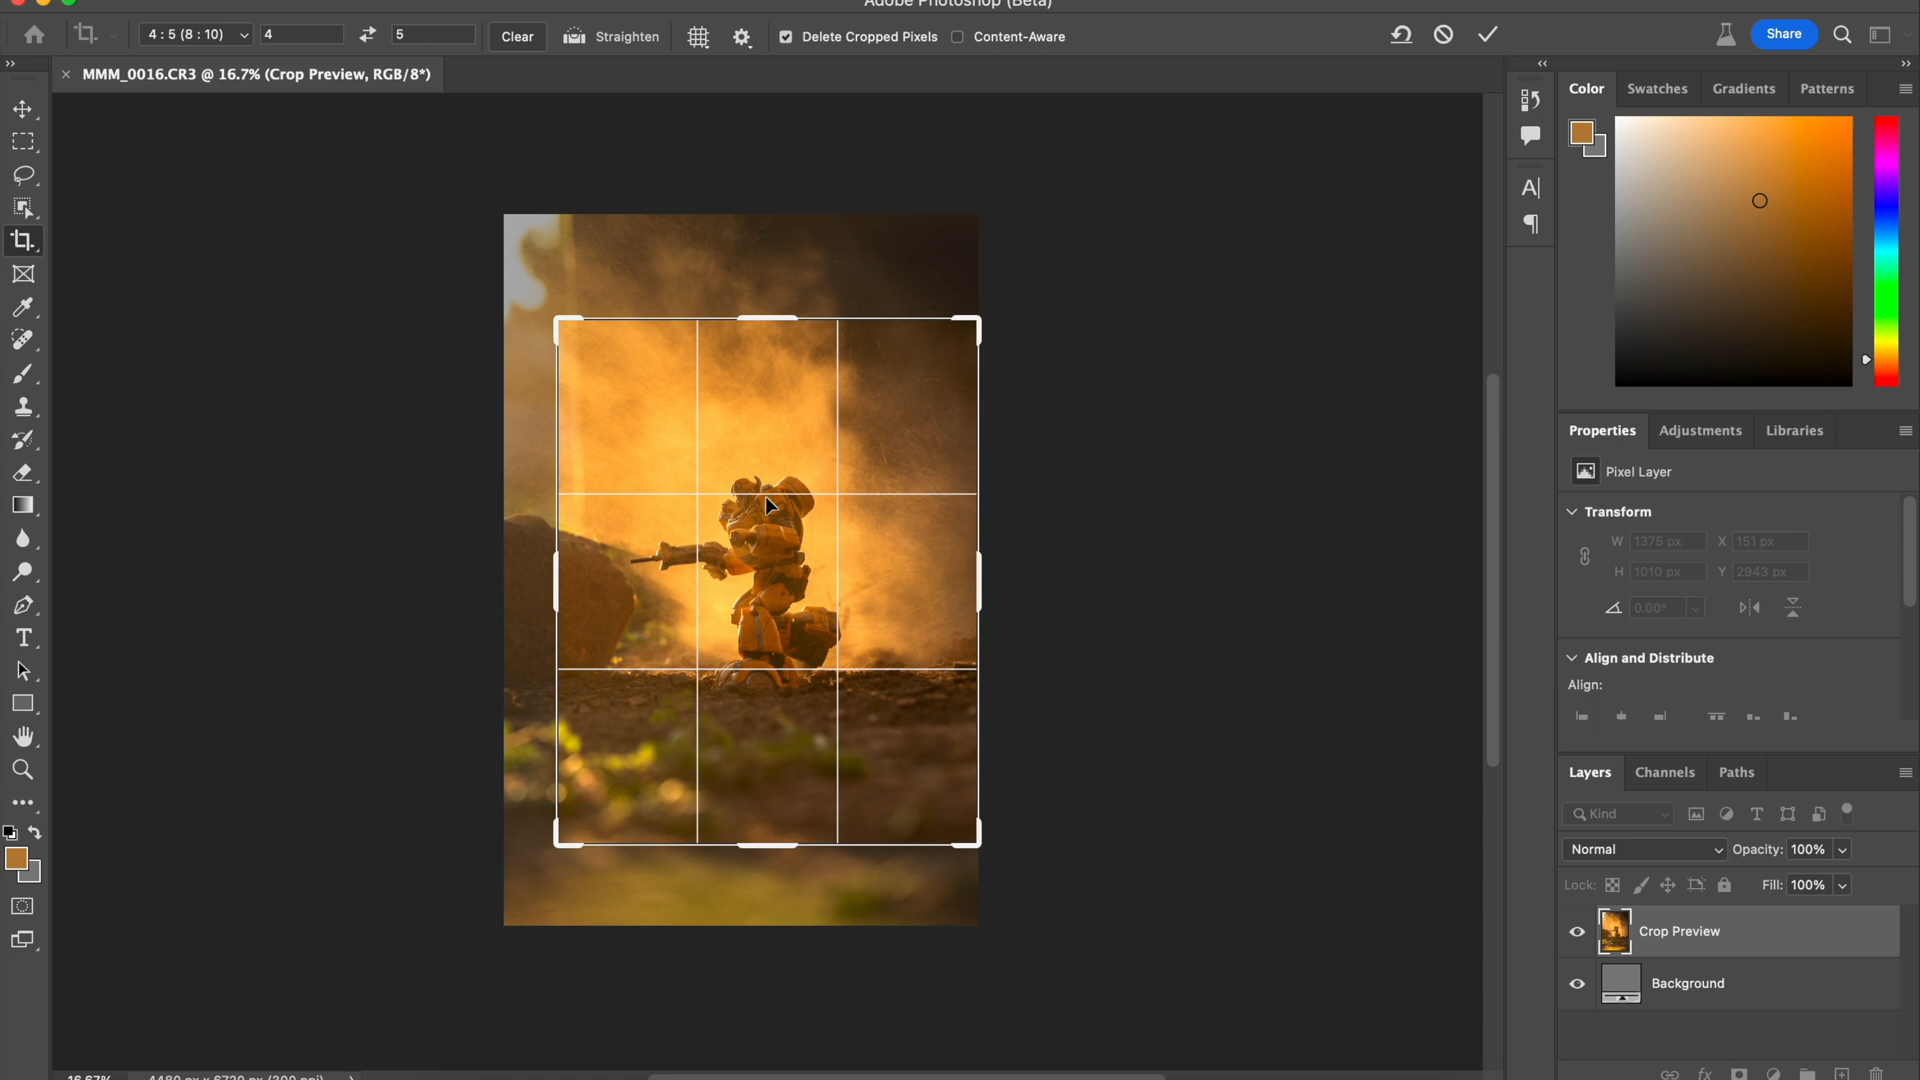 Adobe Photoshop (Beta)
4 : 5 (8 : 10)
4
5
Clear
Straighten
Delete Cropped Pixels
Content-Aware
Share
MMM_0016.CR3 @ 16.7% (Crop Preview, RGB/8*)
Color
Swatches
Gradients
Patterns
Properties
Adjustments
Libraries
Pixel Layer
Transform
W
1375 px
X
151 px
H
1010 px
Y
2943 px
0.00°
Align and Distribute
Align:
Layers
Channels
Paths
Kind
Normal
Opacity:
100%
Lock:
Fill:
100%
Crop Preview
Background
16.67%
4480 px x 6720 px (300 ppi)
fx